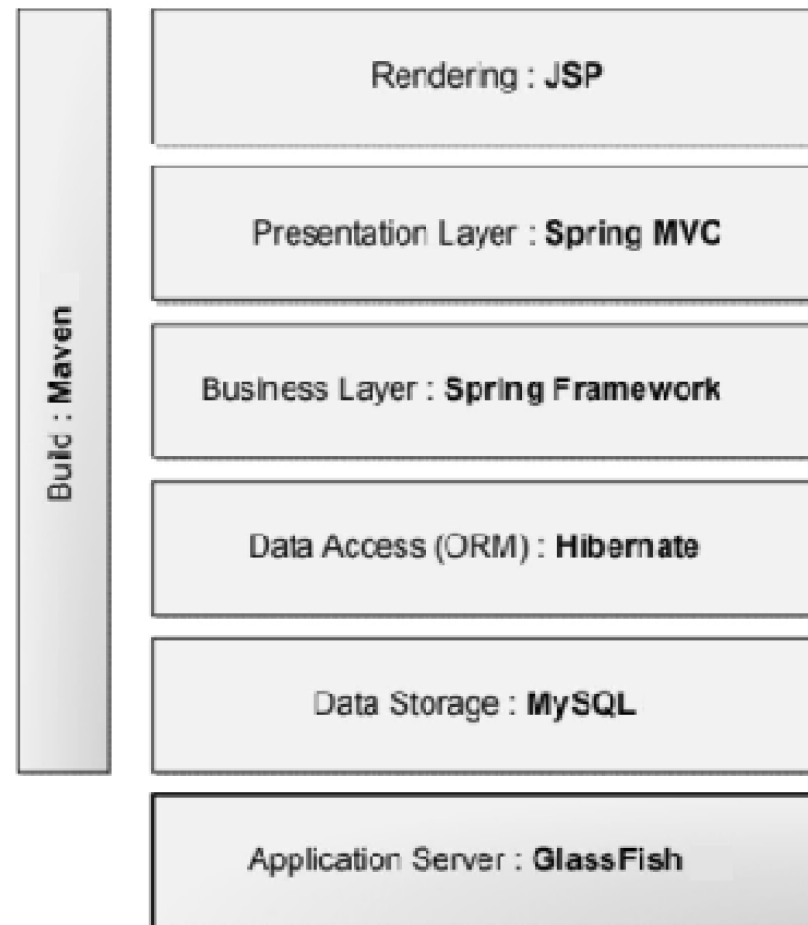 Rendering : JSP
Presentation Layer : Spring MVC
Business Layer : Spring Framework
Data Access (ORM) : Hibernate
Data Storage : MySQL
Application Server : GlassFish
Build : Maven